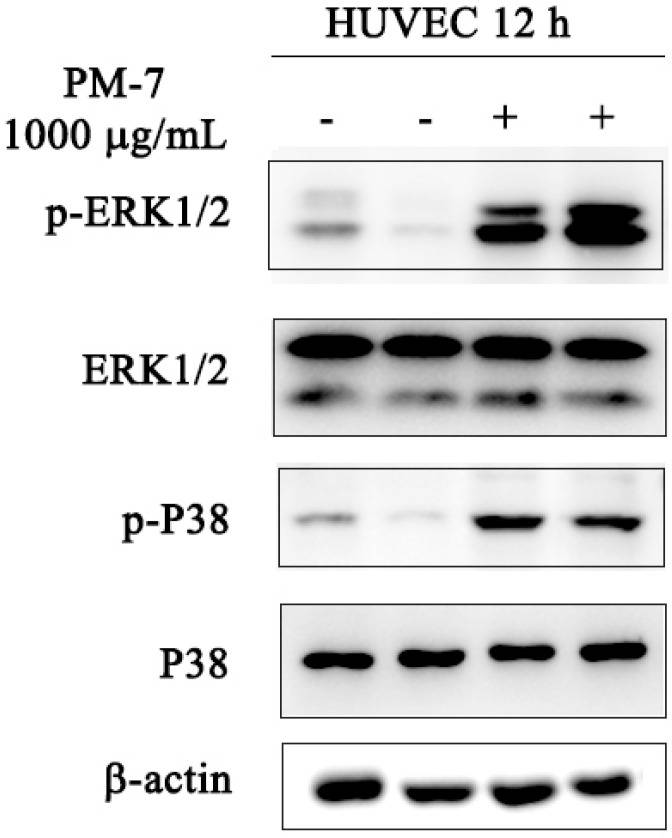 HUVEC 12 h
PM-7
1000 μg/mL - - + +
p-ERK1/2
ERK1/2
p-P38
P38
β-actin